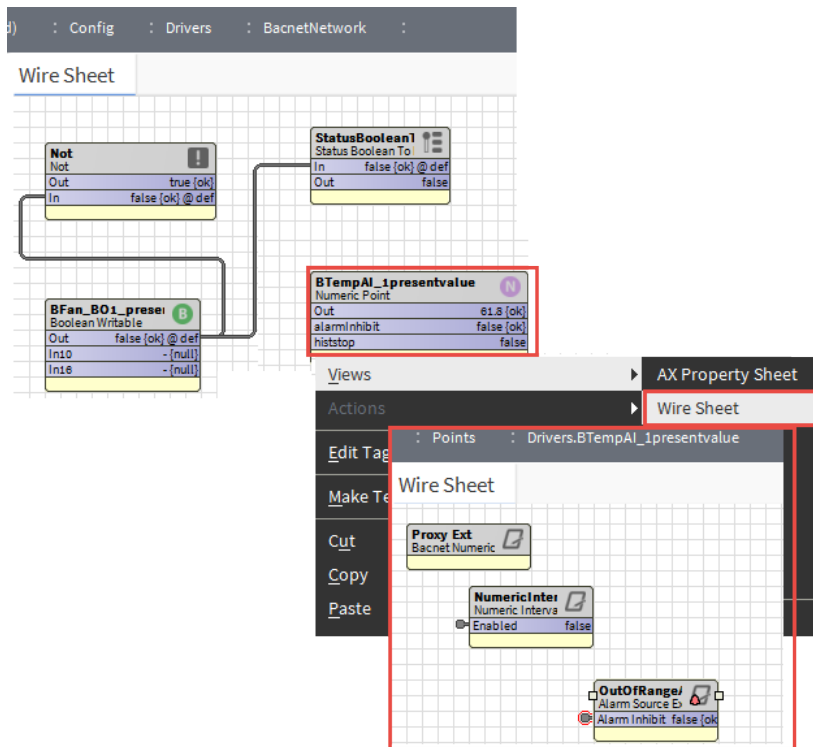 d) : Config : Drivers : BacnetNetwork :
Wire Sheet
Not
Not
Out true {ok}
In false {ok} @ def
StatusBooleanT
Status Boolean To
In false {ok} @ def
Out false
BFan_BO1_presen
Boolean Writable
Out false {ok} @ def
In10 - {null}
In16 - {null}
B
BTempAI_1presentvalue
Numeric Point
N
Out 61.8 {ok}
alarmInhibit false {ok}
histstop false
Views
AX Property Sheet
Actions
Wire Sheet
Edit Tag
Make Te
Cut
Copy
Paste
: Points : Drivers.BTempAI_1presentvalue
Wire Sheet
Proxy Ext
Bacnet Numeric
NumericInter
Numeric Interva
Enabled false
OutOfRangeA
Alarm Source Ex
Alarm Inhibit false {ok